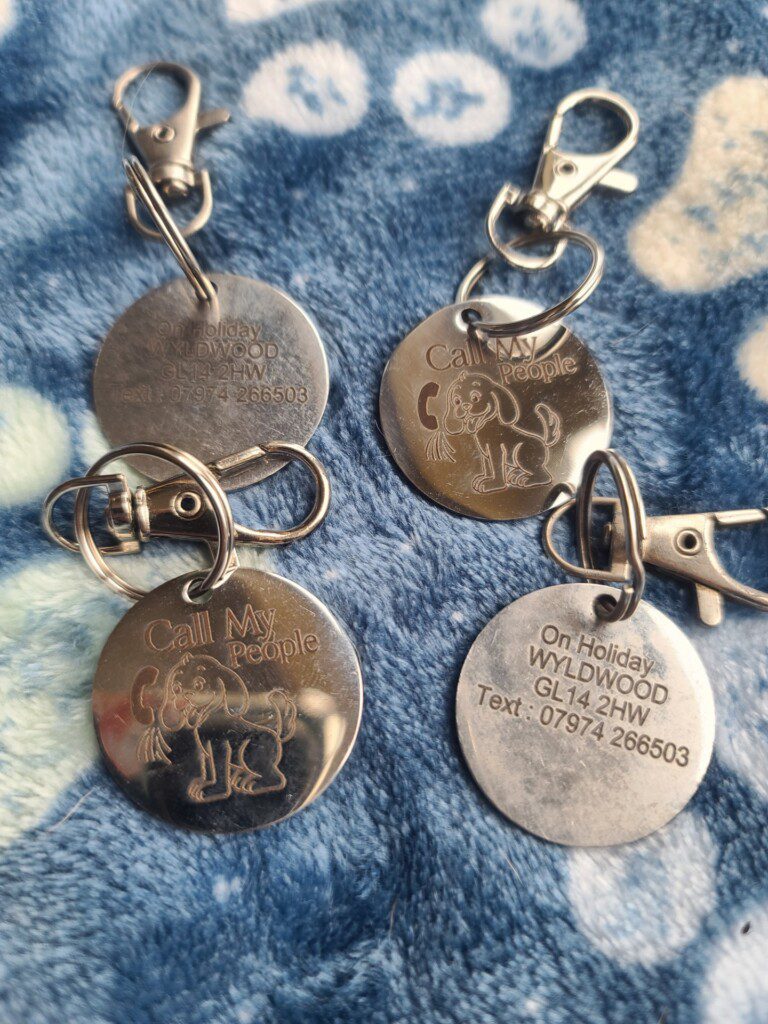 On Holiday
WYLDWOOD
GL14 2HW
Text : 07974 266503
Call My
People
Call My
People
On Holiday
WYLDWOOD
GL14 2HW
Text : 07974 266503